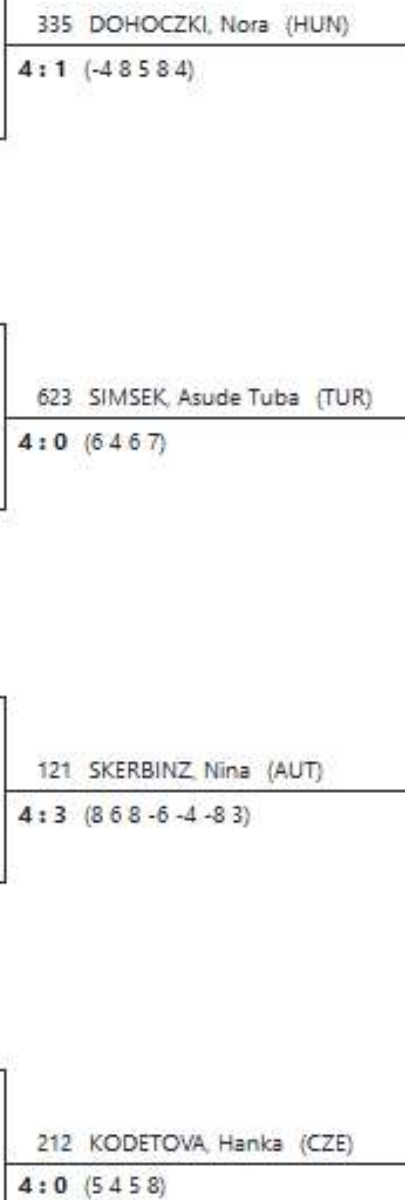 335 DOHOCZKI, Nora (HUN)
4 : 1 (-4 8 5 8 4)
623 SIMSEK, Asude Tuba (TUR)
4 : 0 (6 4 6 7)
121 SKERBINZ, Nina (AUT)
4 : 3 (8 6 8 -6 -4 -8 3)
212 KODETOVA, Hanka (CZE)
4 : 0 (5 4 5 8)